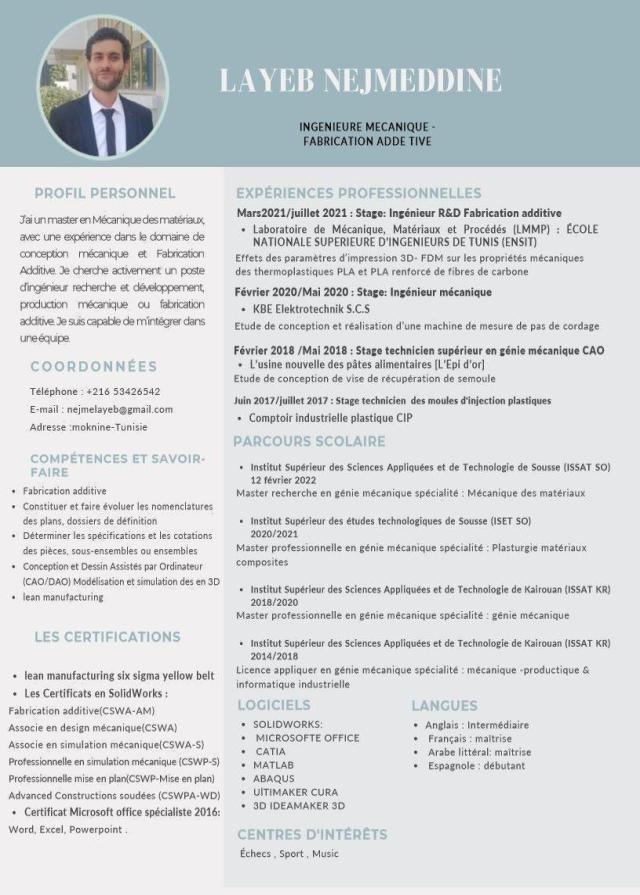 LAYEB NEJMEDDINE
INGENIEURE MECANIQUE -
FABRICATION ADDE TIVE
PROFIL PERSONNEL
J'ai un master en Mécanique des matériaux,
avec une expérience dans le domaine de
conception mécanique et Fabrication
Additive. Je cherche activement un poste
d'ingénieur recherche et développement,
production mécanique ou fabrication
additive. Je suis capable de m'intégrer dans
une équipe.
COORDONNÉES
Téléphone : +216 53426542
E-mail : nejmelayeb@gmail.com
Adresse :moknine-Tunisie
COMPÉTENCES ET SAVOIR-
FAIRE
• Fabrication additive
• Constituer et faire évoluer les nomenclatures
des plans, dossiers de définition
• Déterminer les spécifications et les cotations
des pièces, sous-ensembles ou ensembles
• Conception et Dessin Assistés par Ordinateur
(CAO/DAO) Modélisation et simulation des en 3D
• lean manufacturing
LES CERTIFICATIONS
• lean manufacturing six sigma yellow belt
• Les Certificats en SolidWorks :
Fabrication additive(CSWA-AM)
Associe en design mécanique(CSWA)
Associe en simulation mécanique(CSWA-S)
Professionnelle en simulation mécanique (CSWP-S)
Professionnelle mise en plan(CSWP-Mise en plan)
Advanced Constructions soudées (CSWPA-WD)
• Certificat Microsoft office spécialiste 2016:
Word, Excel, Powerpoint .
EXPÉRIENCES PROFESSIONNELLES
Mars2021/juillet 2021 : Stage: Ingénieur R&D Fabrication additive
• Laboratoire de Mécanique, Matériaux et Procédés (LMMP) : ÉCOLE
NATIONALE SUPERIEURE D'INGENIEURS DE TUNIS (ENSIT)
Effets des paramètres d'impression 3D- FDM sur les propriétés mécaniques
des thermoplastiques PLA et PLA renforcé de fibres de carbone
Février 2020/Mai 2020 : Stage: Ingénieur mécanique
• KBE Elektrotechnik S.C.S
Etude de conception et réalisation d'une machine de mesure de pas de cordage
Février 2018 /Mai 2018 : Stage technicien supérieur en génie mécanique CAO
• L'usine nouvelle des pâtes alimentaires [L'Epi d'or]
Etude de conception de vise de récupération de semoule
Juin 2017/juillet 2017 : Stage technicien des moules d'injection plastiques
• Comptoir industrielle plastique CIP
PARCOURS SCOLAIRE
• Institut Supérieur des Sciences Appliquées et de Technologie de Sousse (ISSAT SO)
12 février 2022
Master recherche en génie mécanique spécialité : Mécanique des matériaux
• Institut Supérieur des études technologiques de Sousse (ISET SO)
2020/2021
Master professionnelle en génie mécanique spécialité : Plasturgie matériaux
composites
• Institut Supérieur des Sciences Appliquées et de Technologie de Kairouan (ISSAT KR)
2018/2020
Master professionnelle en génie mécanique spécialité : génie mécanique
• Institut Supérieur des Sciences Appliquées et de Technologie de Kairouan (ISSAT KR)
2014/2018
Licence appliquer en génie mécanique spécialité : mécanique -productique &
informatique industrielle
LOGICIELS
• SOLIDWORKS:
• MICROSOFTE OFFICE
• CATIA
• MATLAB
• ABAQUS
• UlTIMAKER CURA
• 3D IDEAMAKER 3D
LANGUES
• Anglais : Intermédiaire
• Français : maîtrise
• Arabe littéral: maîtrise
• Espagnole : débutant
CENTRES D'INTÉRÊTS
Échecs , Sport , Music